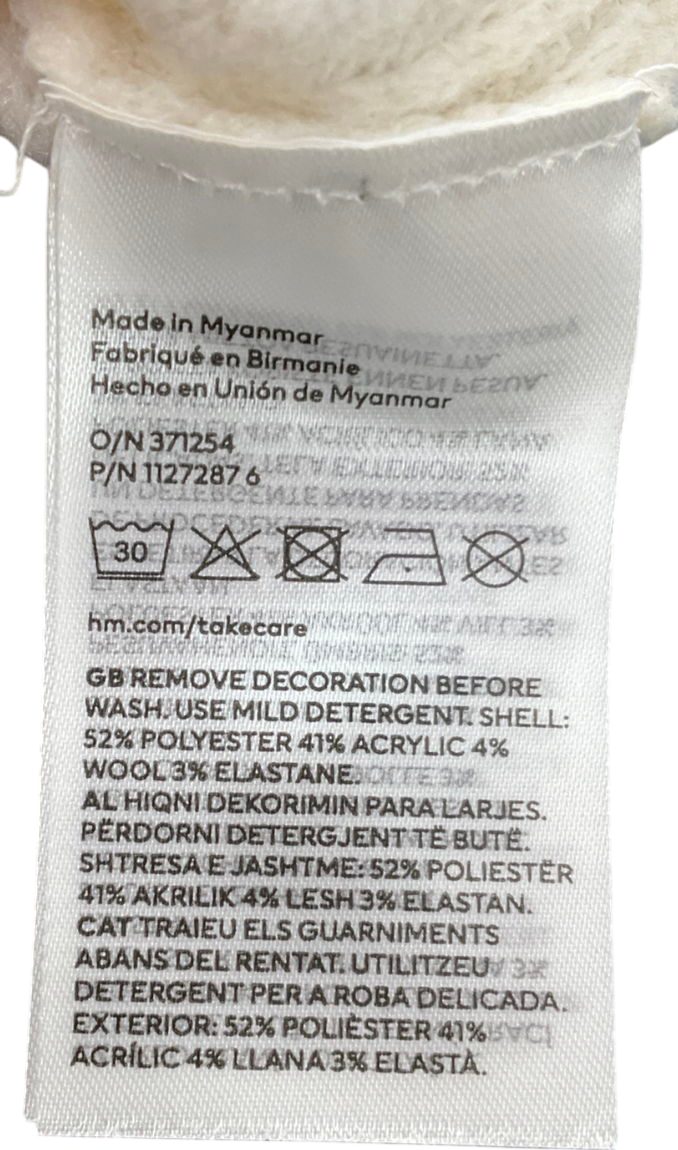 Made in Myanmar
Fabriqué en Birmanie
Hecho en Unión de Myanmar
O/N 371254
P/N 1127287 6
30
hm.com/takecare
GB REMOVE DECORATION BEFORE
WASH. USE MILD DETERGENT. SHELL:
52% POLYESTER 41% ACRYLIC 4%
WOOL 3% ELASTANE.
AL HIQNI DEKORIMIN PARA LARJES.
PËRDORNI DETERGJENT TË BUTË.
SHTRESA E JASHTME: 52% POLIESTËR
41% AKRILIK 4% LESH 3% ELASTAN.
CAT TRAIEU ELS GUARNIMENTS
ABANS DEL RENTAT. UTILITZEU
DETERGENT PER A ROBA DELICADA.
EXTERIOR: 52% POLIÈSTER 41%
ACRÍLIC 4% LLANA 3% ELASTÀ.